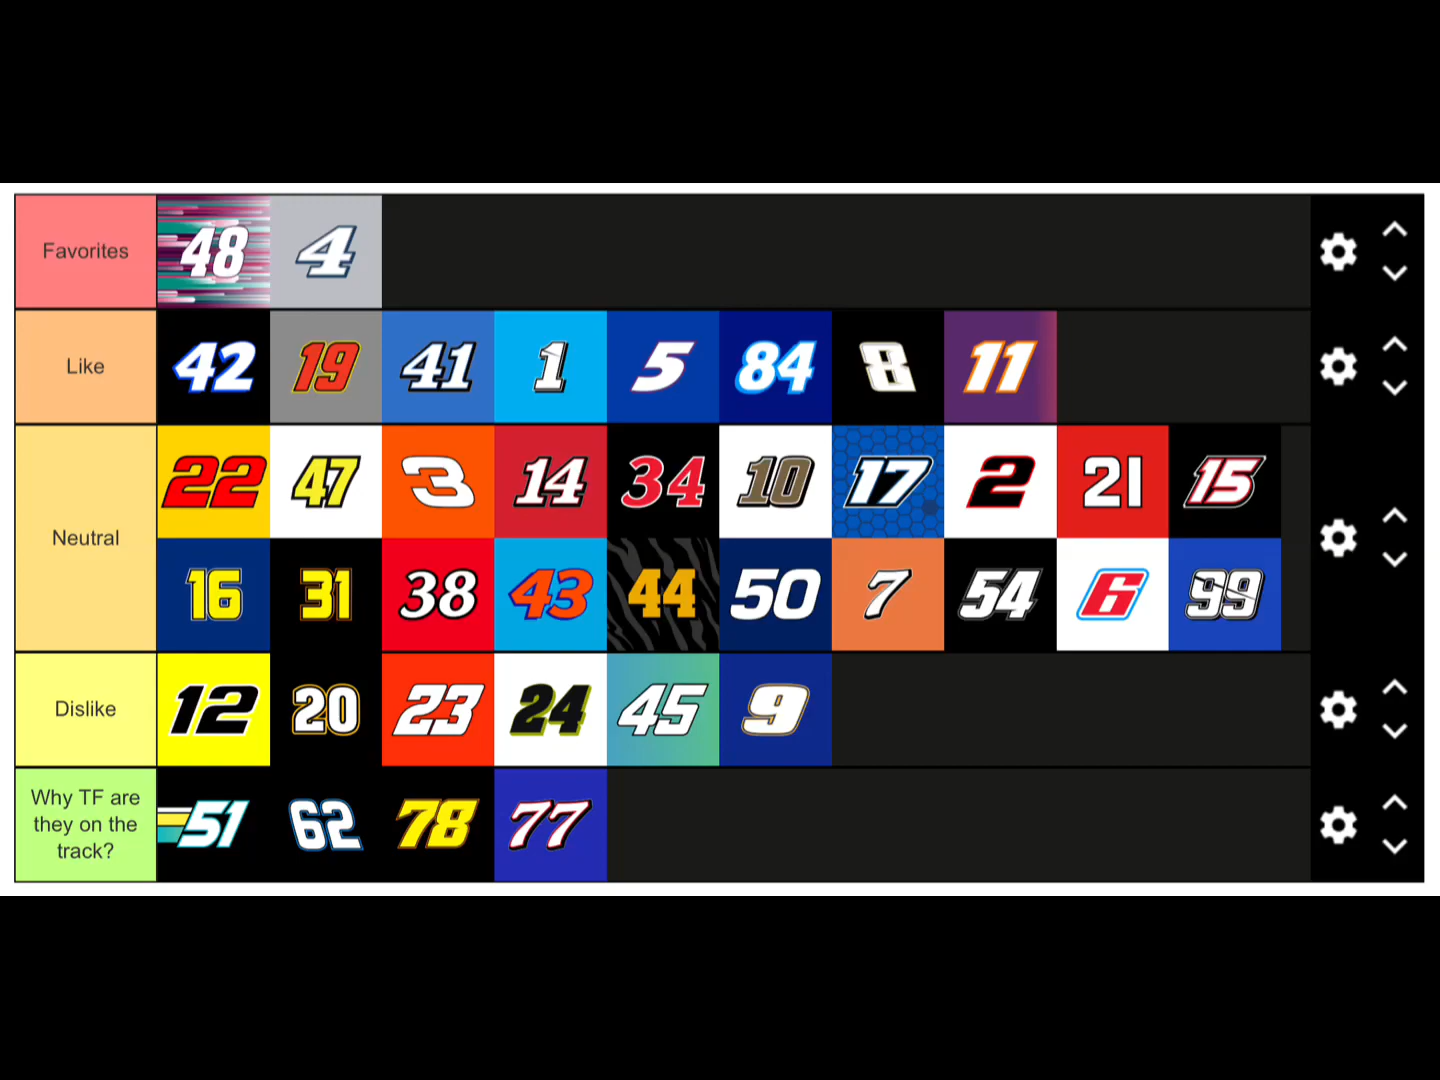 Favorites
48 4
Like
42 19 41 1 5 84 8 11
Neutral
22 47 3 14 34 10 17 2 21 15
16 31 38 43 44 50 7 54 6 99
Dislike
12 20 23 24 45 9
Why TF are
they on the
track?
51 62 78 77